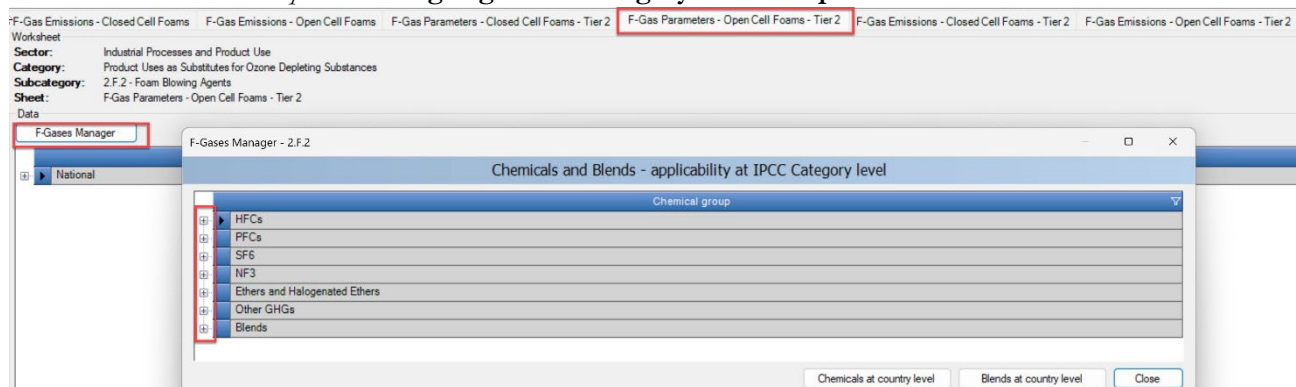 F-Gas Emissions - Closed Cell Foams F-Gas Emissions - Open Cell Foams F-Gas Parameters - Closed Cell Foams - Tier 2 F-Gas Parameters - Open Cell Foams - Tier 2 F-Gas Emissions - Closed Cell Foams - Tier 2 F-Gas Emissions - Open Cell Foams - Tier 2
Worksheet
Sector: Industrial Processes and Product Use
Category: Product Uses as Substitutes for Ozone Depleting Substances
Subcategory: 2.F.2 - Foam Blowing Agents
Sheet: F-Gas Parameters - Open Cell Foams - Tier 2
Data
F-Gases Manager
National
F-Gases Manager - 2.F.2
Chemicals and Blends - applicability at IPCC Category level
Chemical group
HFCs
PFCs
SF6
NF3
Ethers and Halogenated Ethers
Other GHGs
Blends
Chemicals at country level Blends at country level Close